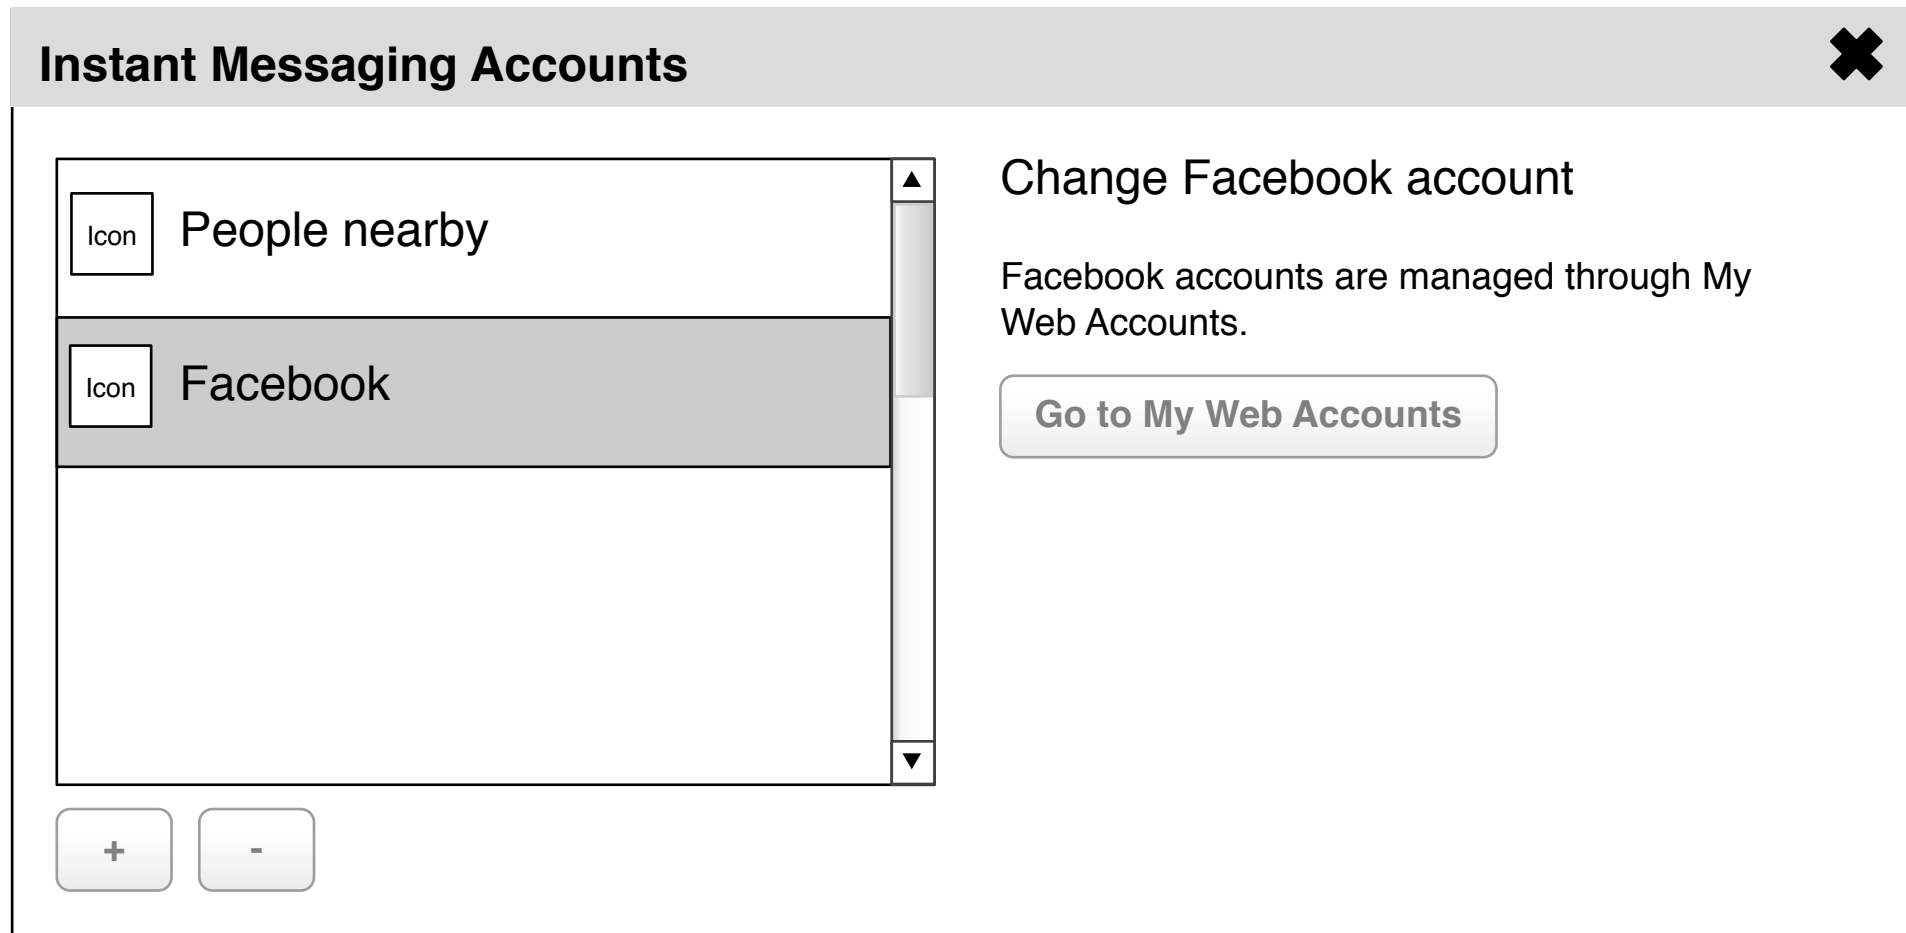 Instant Messaging Accounts
Icon People nearby
Icon Facebook
+ -
Change Facebook account
Facebook accounts are managed through My
Web Accounts.
Go to My Web Accounts